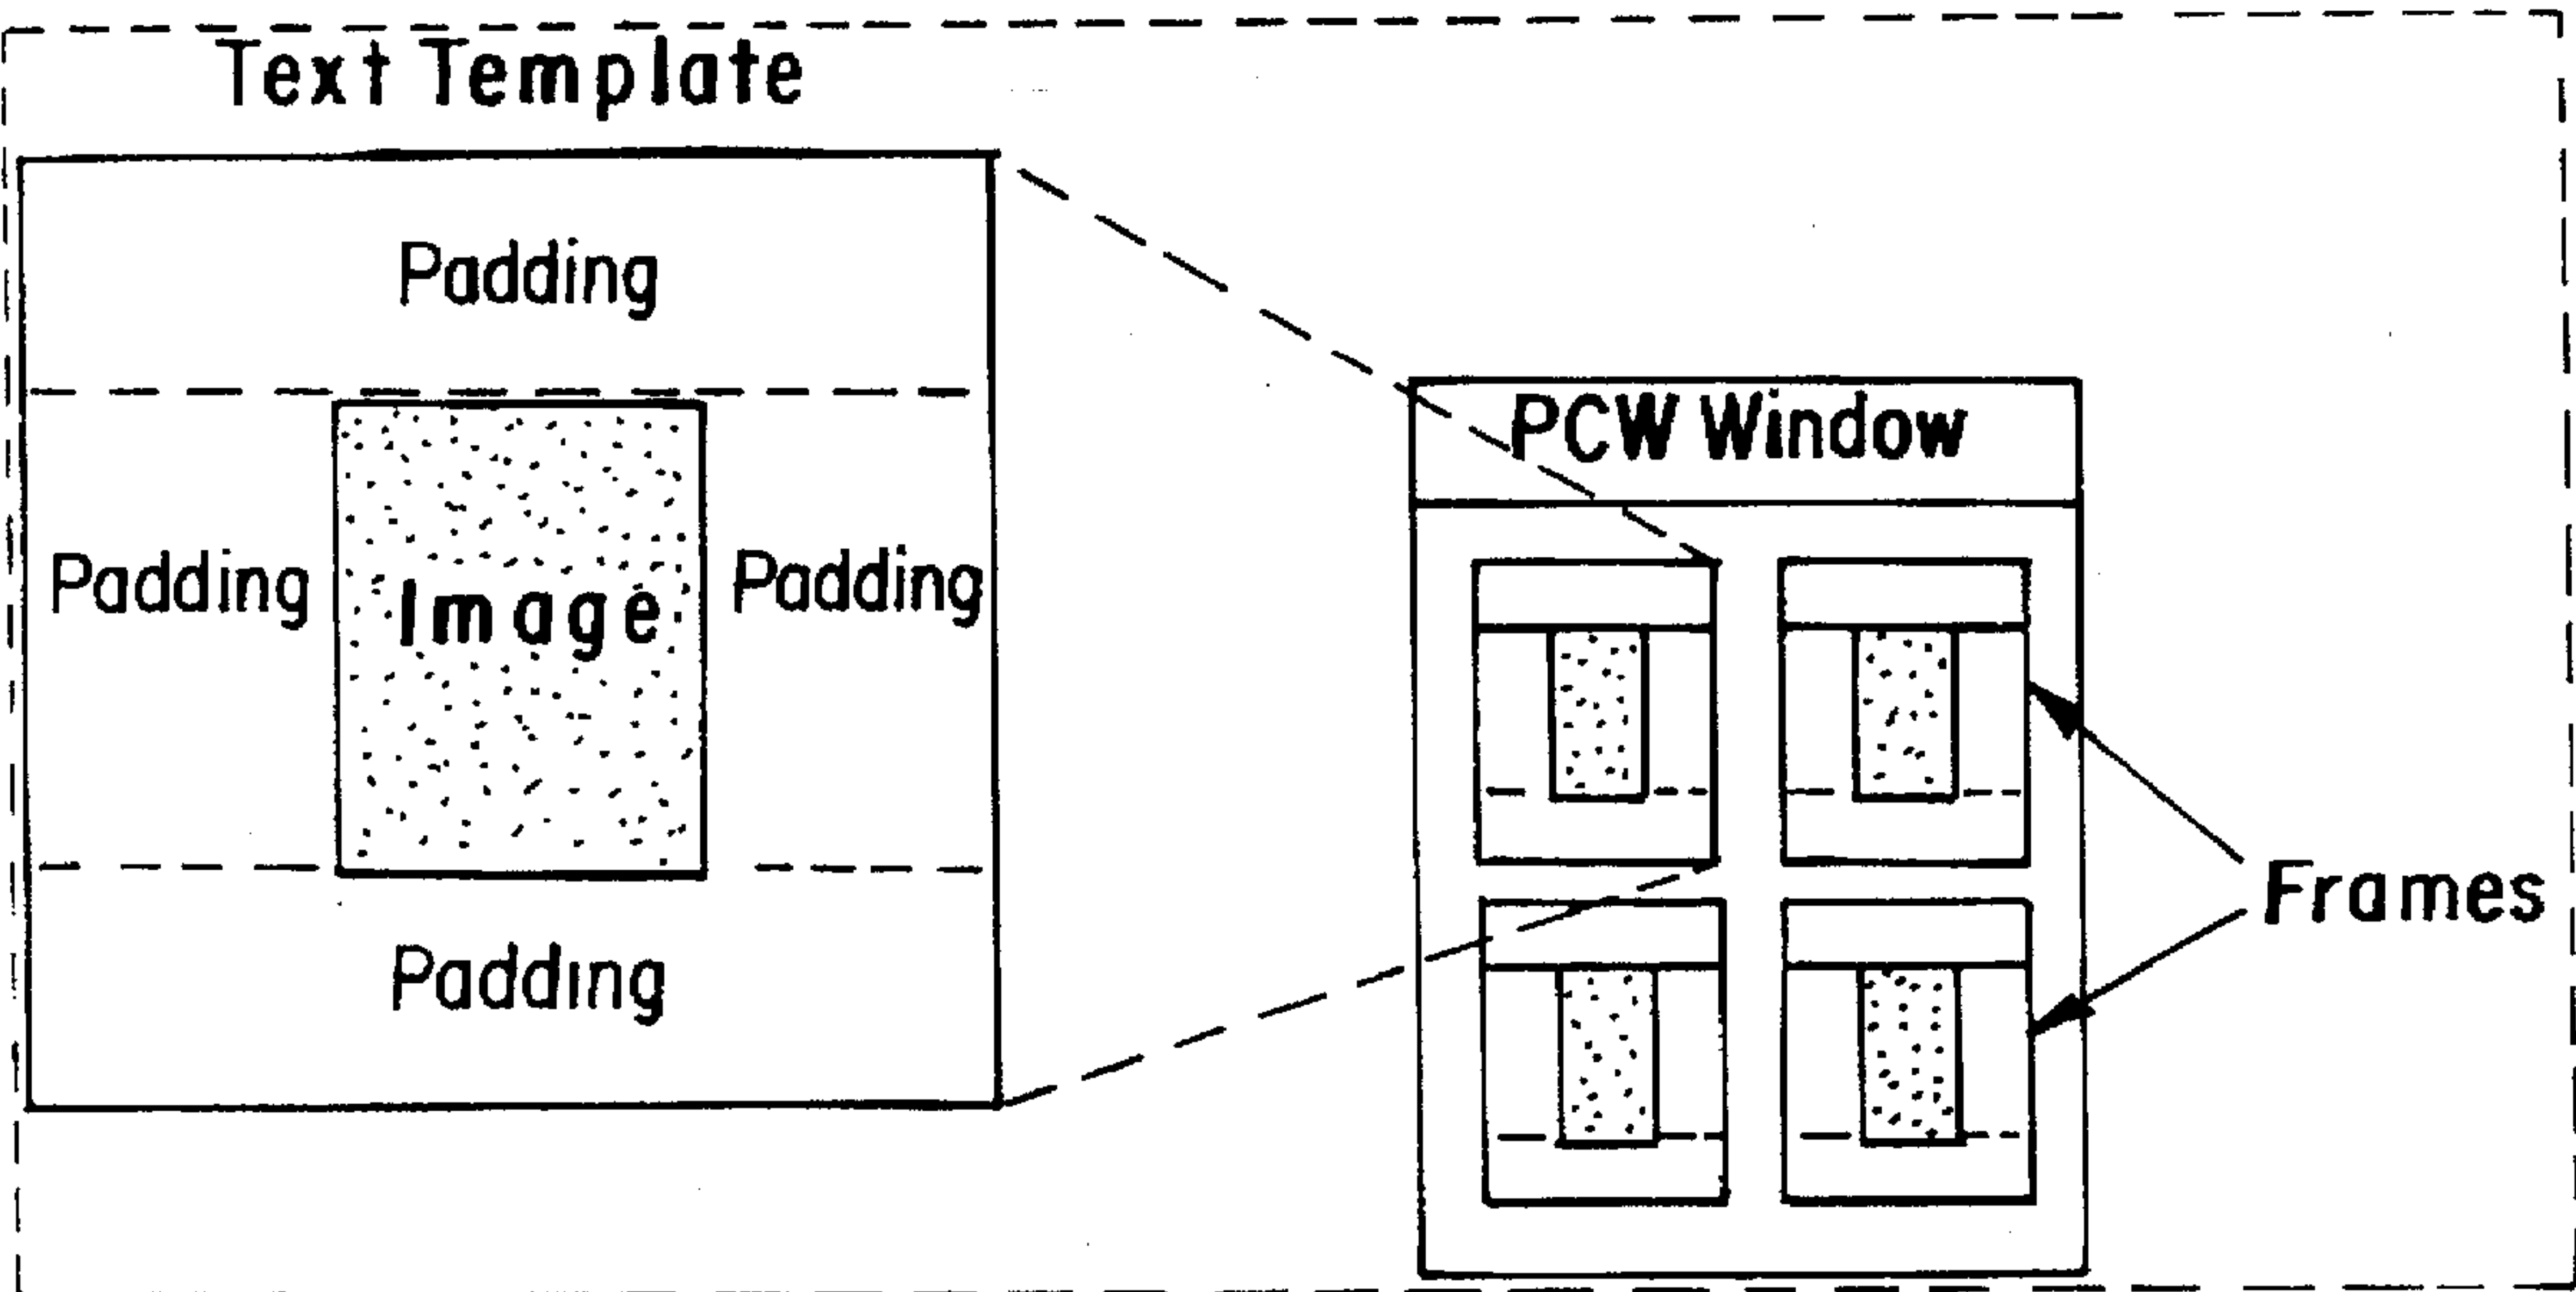 Text Template
Padding
Padding
Image
Padding
Padding
PCW Window
Frames